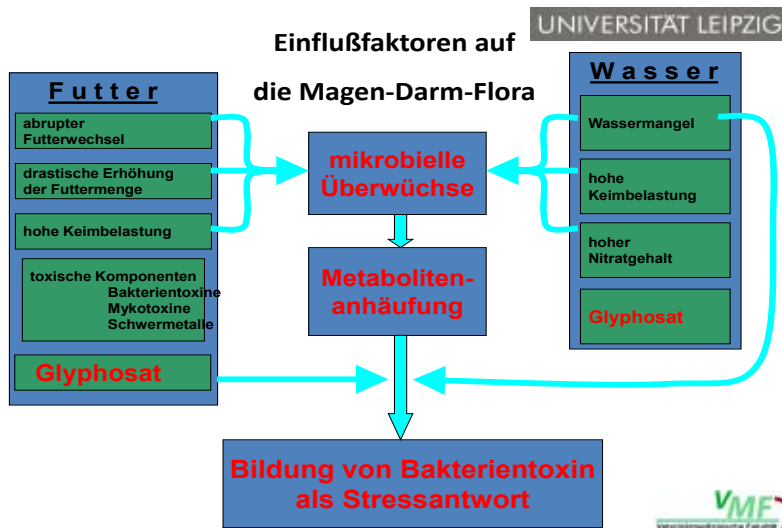 UNIVERSITÄT LEIPZIG
Einflußfaktoren auf
die Magen-Darm-Flora
F u t t e r
abrupter
Futterwechsel
drastische Erhöhung
der Futtermenge
hohe Keimbelastung
toxische Komponenten
Bakterientoxine
Mykotoxine
Schwermetalle
Glyphosat
mikrobielle
Überwüchse
Metaboliten-
anhäufung
Bildung von Bakterientoxin
als Stressantwort
W a s s e r
Wassermangel
hohe
Keimbelastung
hoher
Nitratgehalt
Glyphosat
VMF